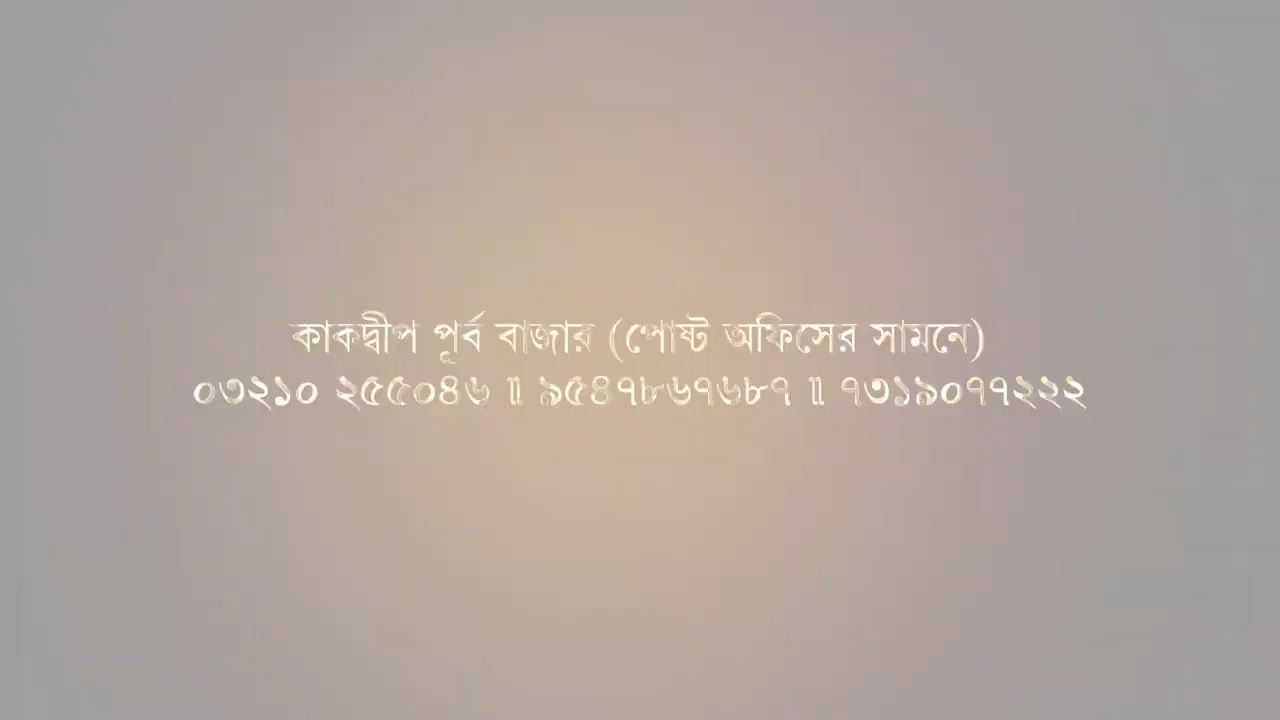 কাকদ্বীপ পূর্ব বাজার (পোষ্ট অফিসের সামনে)
০৩২১০ ২৫৫০৪৬ ॥ ৯৫৪৭৮৬৭৬৮৭ ॥ ৭৩১৯০৭৭২২২